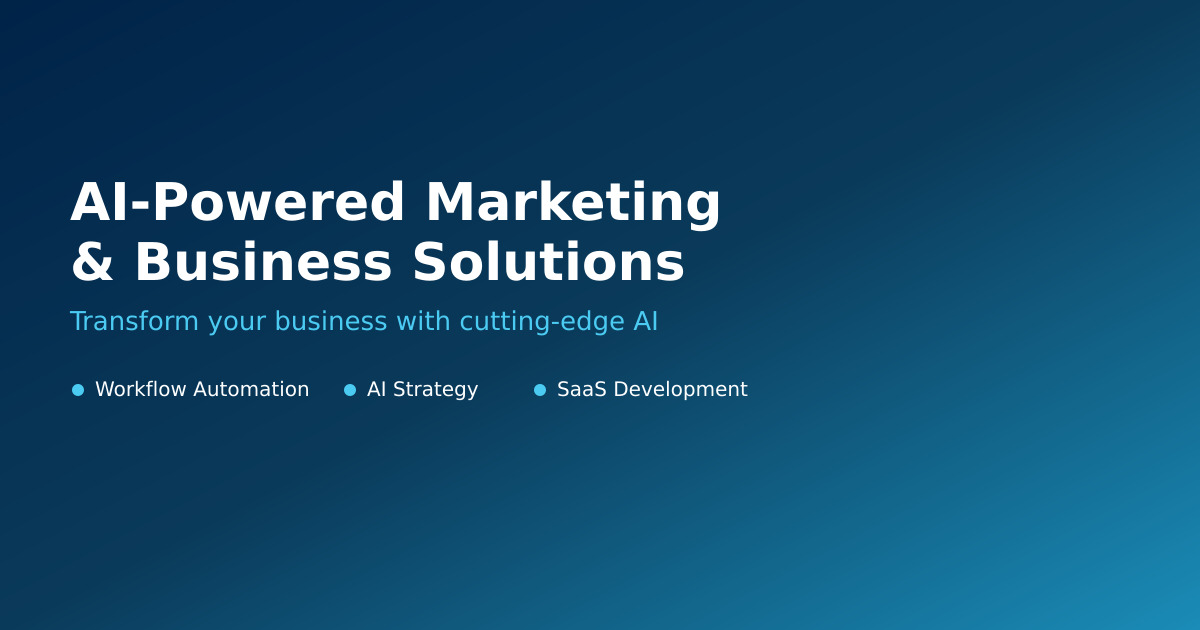 AI-Powered Marketing
& Business Solutions
Transform your business with cutting-edge AI
Workflow Automation AI Strategy SaaS Development